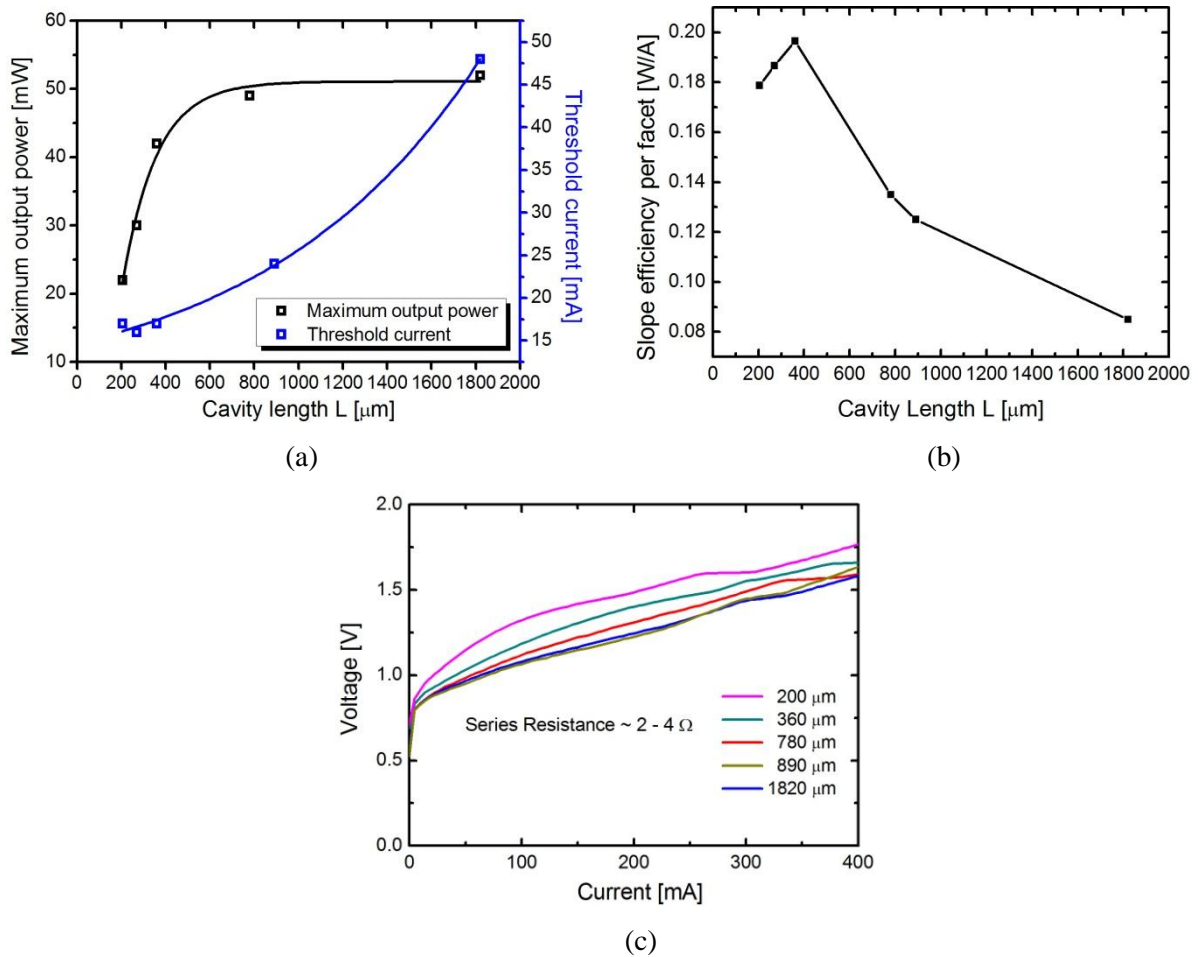 Maximum output power [mW]
60
50
40
30
20
10
50
45
40
35
30
25
20
15
Threshold current [mA]
Maximum output power
Threshold current
0 200 400 600 800 1000 1200 1400 1600 1800 2000
Cavity length L [μm]
(a)
Slope efficiency per facet [W/A]
0.20
0.18
0.16
0.14
0.12
0.10
0.08
0 200 400 600 800 1000 1200 1400 1600 1800 2000
Cavity Length L [μm]
(b)
Voltage [V]
2.0
1.5
1.0
0.5
0.0
Series Resistance ~ 2 - 4 Ω
200 μm
360 μm
780 μm
890 μm
1820 μm
0 100 200 300 400
Current [mA]
(c)